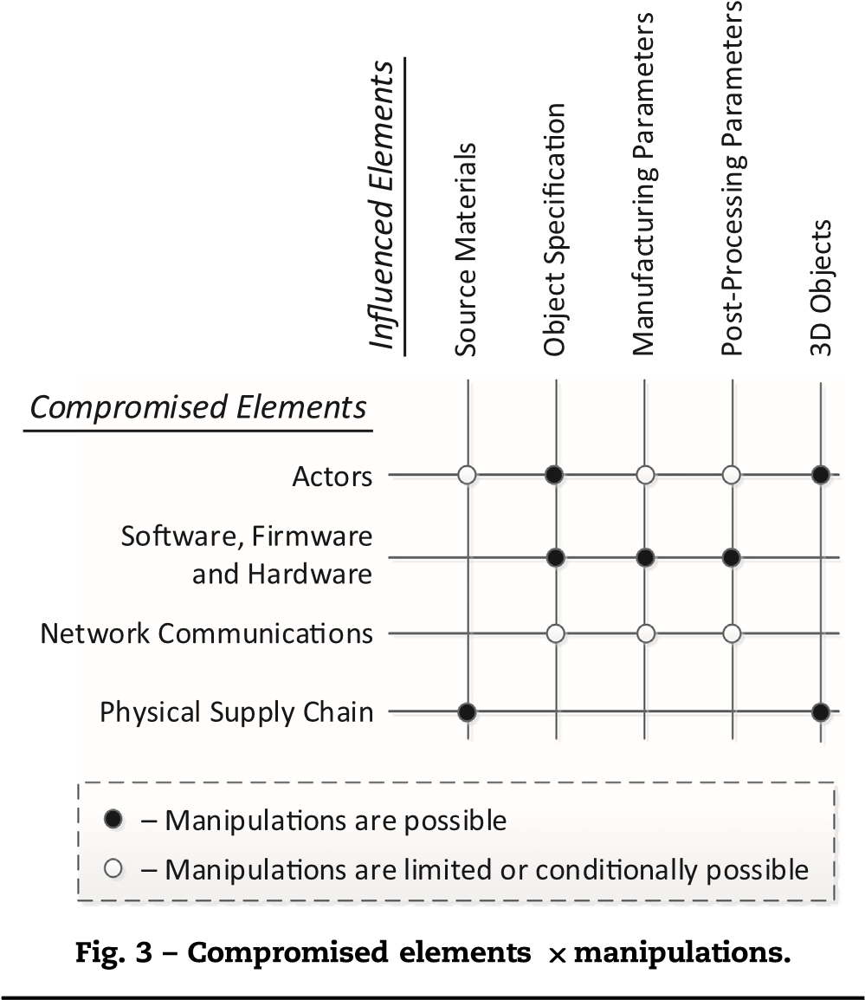 Influenced Elements
Source Materials
Object Specification
Manufacturing Parameters
Post-Processing Parameters
3D Objects
Compromised Elements
Actors
Software, Firmware
and Hardware
Network Communications
Physical Supply Chain
– Manipulations are possible
– Manipulations are limited or conditionally possible
Fig. 3 – Compromised elements × manipulations.